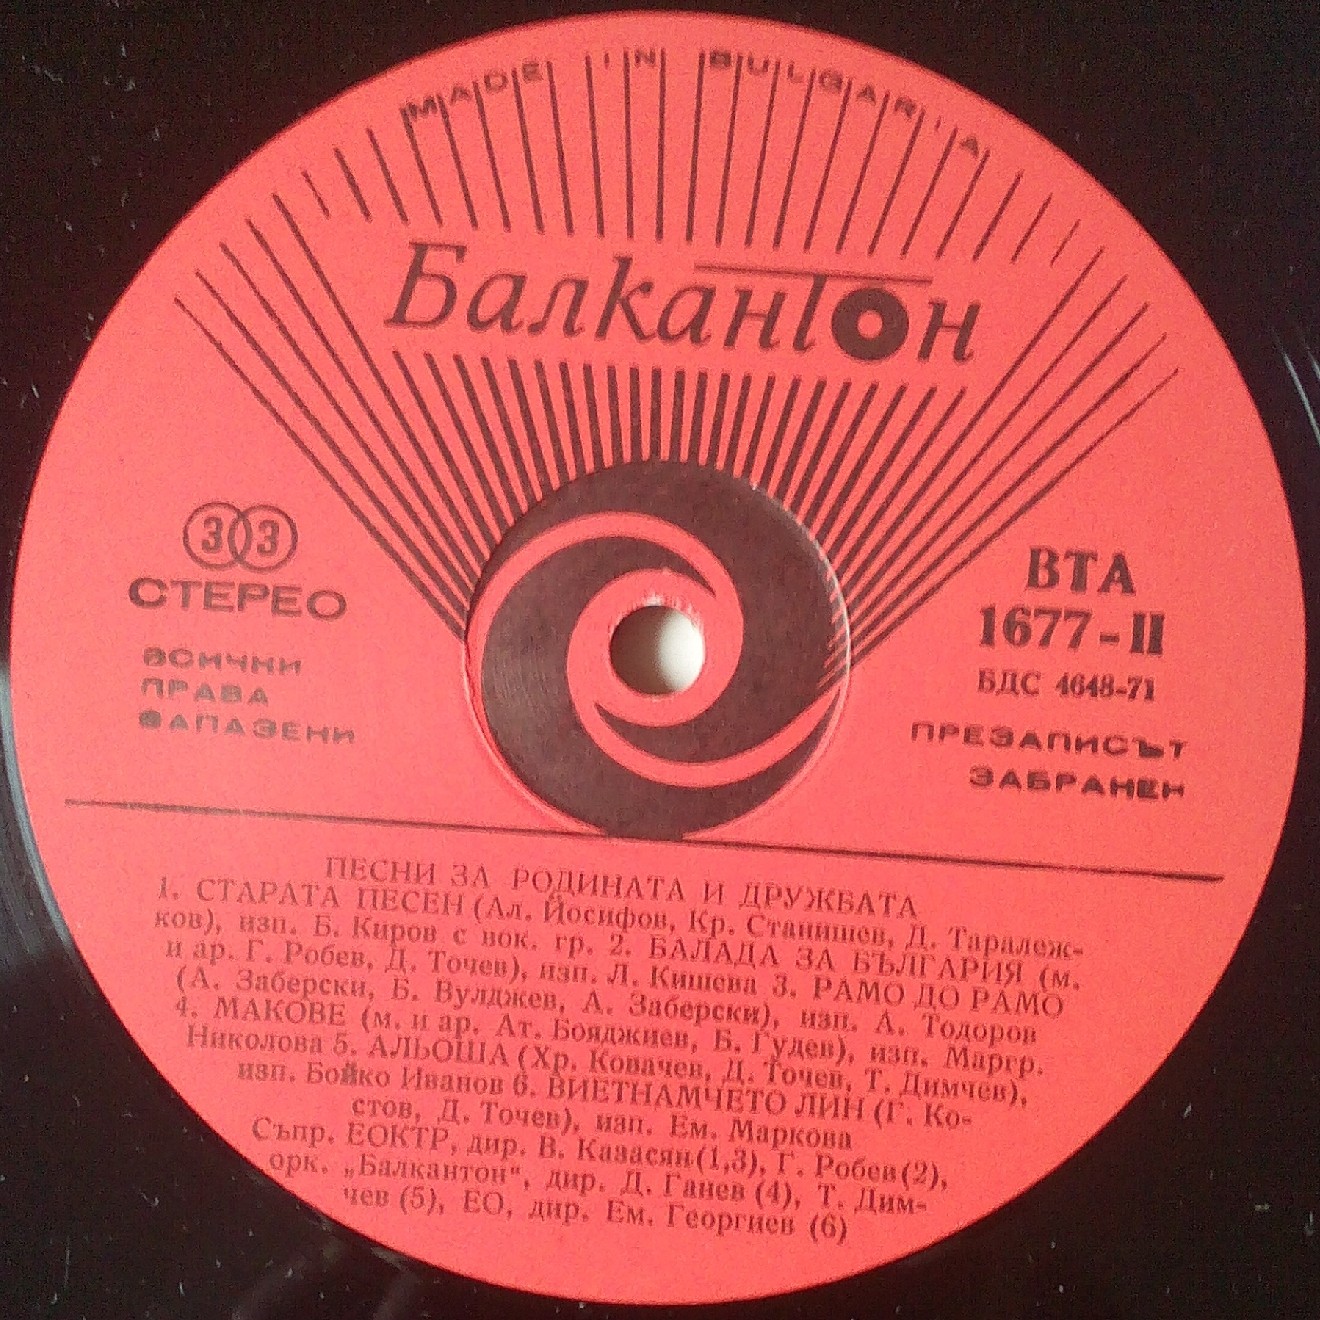 MADE IN BULGARIA
Балкантон
33
СТЕРЕО
ВСИЧКИ
ПРАВА
ЗАПАЗЕНИ
ВТА
1677-II
БДС 4648-71
ПРЕЗАПИСЪТ
ЗАБРАНЕН
ПЕСНИ ЗА РОДИНАТА И ДРУЖБАТА
1. СТАРАТА ПЕСЕН (Ал. Йосифов, Кр. Станишев, Д. Таралеж-
ков), изп. Б. Киров с вок. гр. 2. БАЛАДА ЗА БЪЛГАРИЯ (м.
и ар. Г. Робев, Д. Точев), изп. Л. Кишева 3. РАМО ДО РАМО
(А. Заберски, Б. Вулджев, А. Заберски), изп. А. Тодоров
4. МАКОВЕ (м. и ар. Ат. Бояджиев, Б. Гудев), изп. Маргр.
Николова 5. АЛЬОША (Хр. Ковачев, Д. Точев, Т. Димчев),
изп. Бойко Иванов 6. ВИЕТНАМЧЕТО ЛИН (Г. Ко-
стов, Д. Точев), изп. Ем. Маркова
Съпр. ЕОКТР, дир. В. Казасян (1,3), Г. Робев (2),
орк. „Балкантон“, дир. Д. Ганев (4), Т. Дим-
чев (5), ЕО, дир. Ем. Георгиев (6)